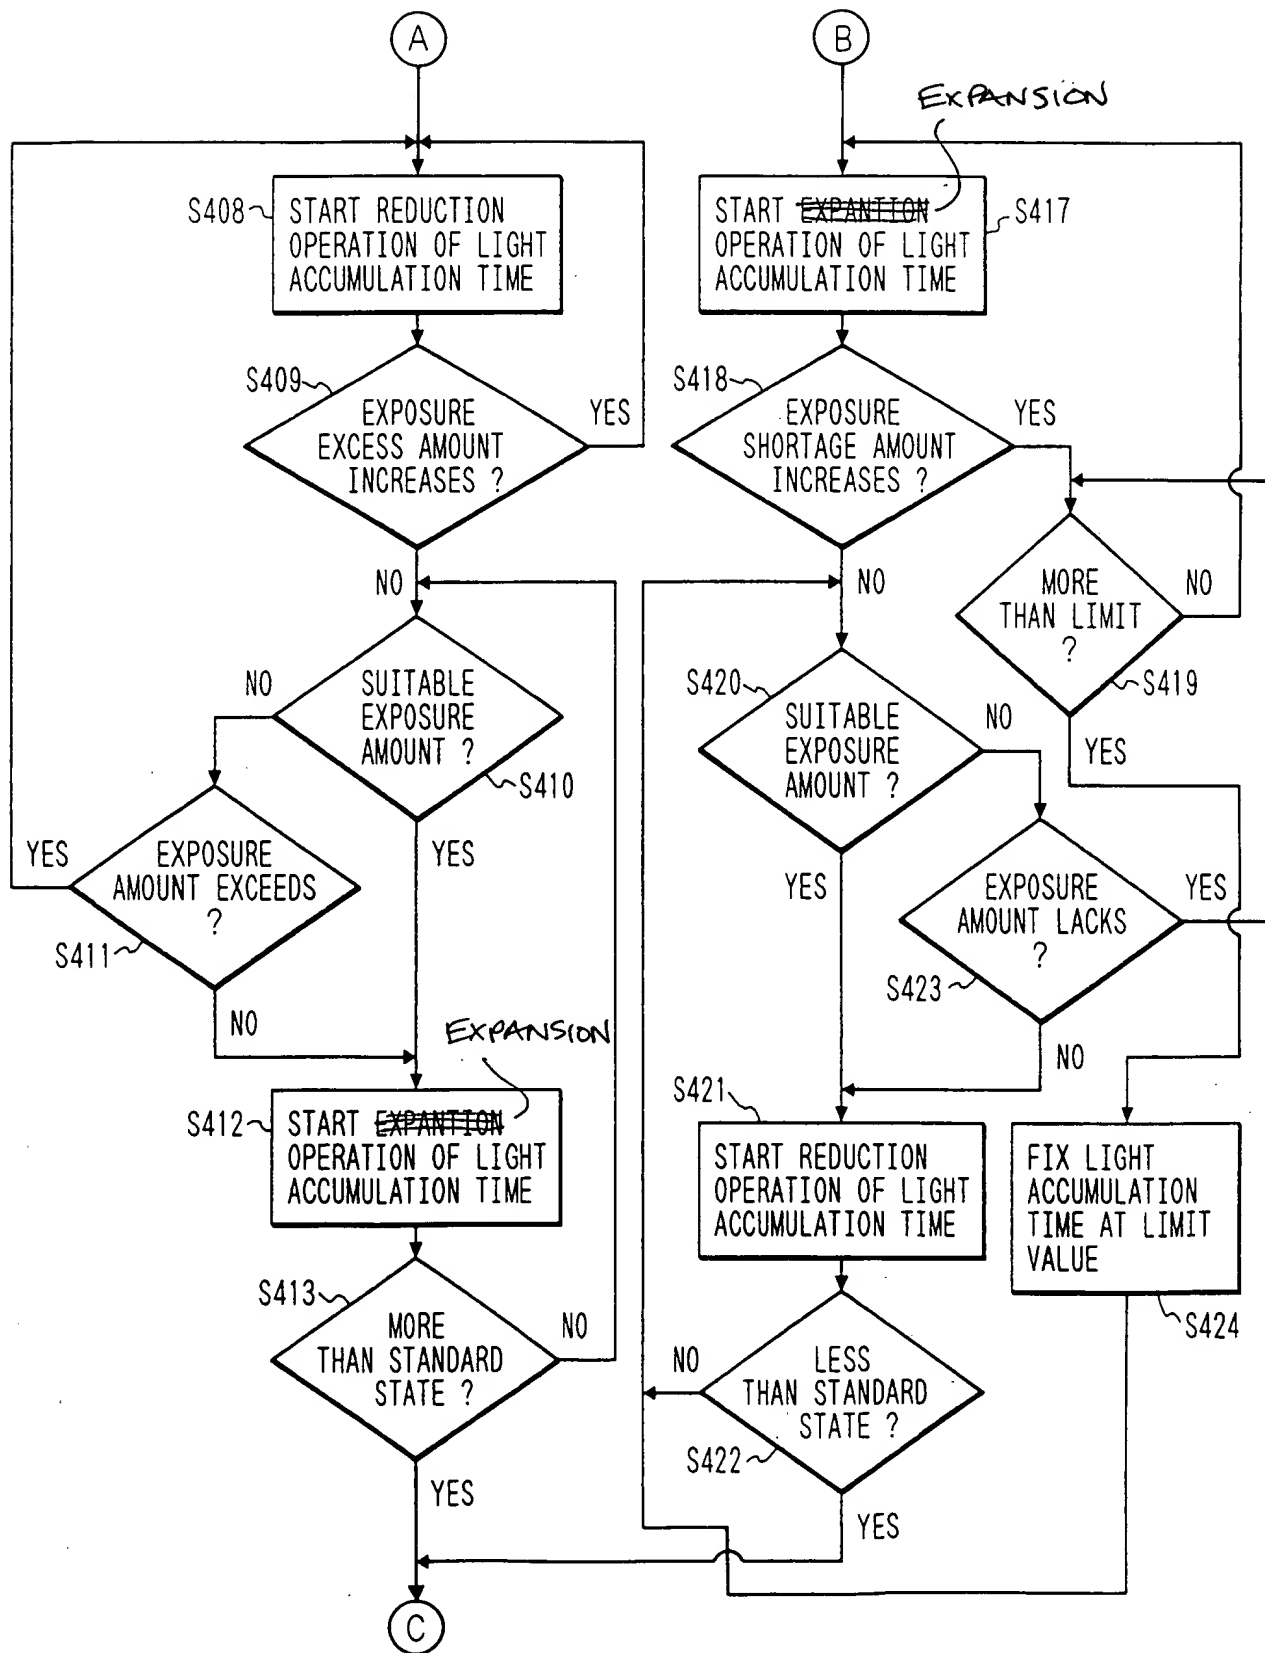 A
B
EXPANSION
S408
START REDUCTION
OPERATION OF LIGHT
ACCUMULATION TIME
START EXPANTION
OPERATION OF LIGHT
ACCUMULATION TIME
S417
S409
EXPOSURE
EXCESS AMOUNT
INCREASES ?
YES
S418
EXPOSURE
SHORTAGE AMOUNT
INCREASES ?
YES
NO
NO
MORE
THAN LIMIT
?
NO
S419
YES
NO
SUITABLE
EXPOSURE
AMOUNT ?
S410
YES
S420
SUITABLE
EXPOSURE
AMOUNT ?
NO
YES
YES
EXPOSURE
AMOUNT EXCEEDS
?
S411
NO
EXPOSURE
AMOUNT LACKS
?
YES
S423
NO
EXPANSION
S412
START EXPANTION
OPERATION OF LIGHT
ACCUMULATION TIME
S421
START REDUCTION
OPERATION OF LIGHT
ACCUMULATION TIME
FIX LIGHT
ACCUMULATION
TIME AT LIMIT
VALUE
S424
S413
MORE
THAN STANDARD
STATE ?
NO
YES
NO
LESS
THAN STANDARD
STATE ?
S422
YES
C